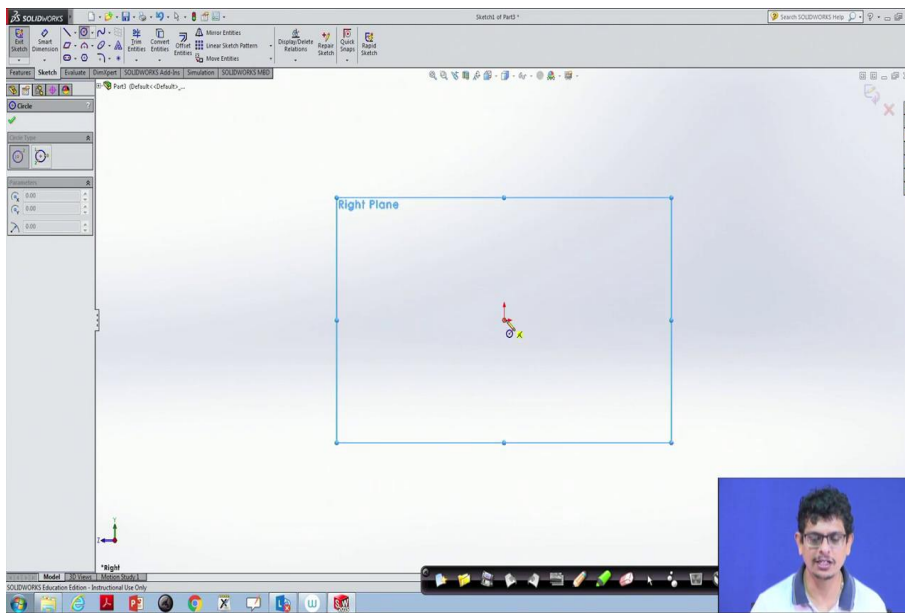 SOLIDWORKS
Sketch1 of Part3 *
Search SOLIDWORKS Help
Exit Sketch
Smart Dimension
Trim Entities
Convert Entities
Offset Entities
Mirror Entities
Linear Sketch Pattern
Move Entities
Display/Delete Relations
Repair Sketch
Quick Snaps
Rapid Sketch
Features Sketch Evaluate DimXpert SOLIDWORKS Add-Ins Simulation SOLIDWORKS MBD
Part3 (Default<<Default>_...
Circle
?
Circle Type
Parameters
0.00
0.00
0.00
Right Plane
Y
Z
*Right
Model 3D Views Motion Study 1
SOLIDWORKS Education Edition - Instructional Use Only